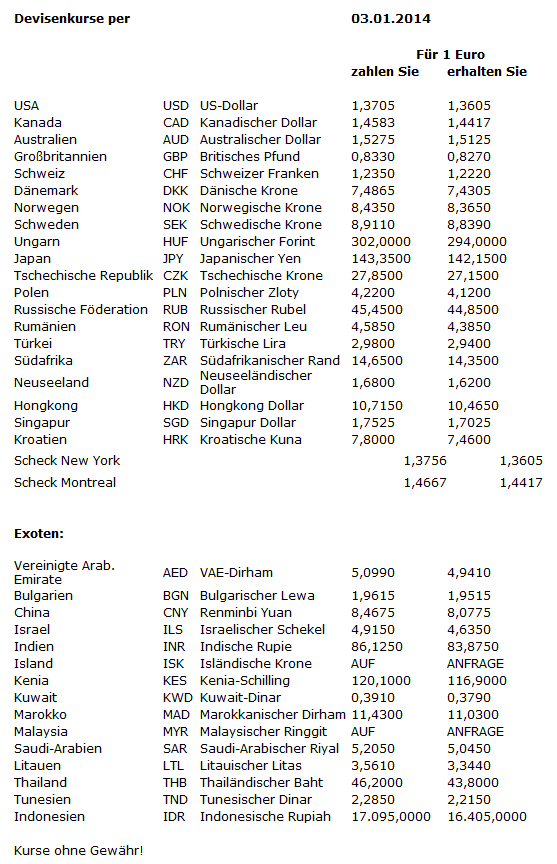 Devisenkurse per 03.01.2014
Für 1 Euro
zahlen Sie erhalten Sie
USA USD US-Dollar 1,3705 1,3605
Kanada CAD Kanadischer Dollar 1,4583 1,4417
Australien AUD Australischer Dollar 1,5275 1,5125
Großbritannien GBP Britisches Pfund 0,8330 0,8270
Schweiz CHF Schweizer Franken 1,2350 1,2220
Dänemark DKK Dänische Krone 7,4865 7,4305
Norwegen NOK Norwegische Krone 8,4350 8,3650
Schweden SEK Schwedische Krone 8,9110 8,8390
Ungarn HUF Ungarischer Forint 302,0000 294,0000
Japan JPY Japanischer Yen 143,3500 142,1500
Tschechische Republik CZK Tschechische Krone 27,8500 27,1500
Polen PLN Polnischer Zloty 4,2200 4,1200
Russische Föderation RUB Russischer Rubel 45,4500 44,8500
Rumänien RON Rumänischer Leu 4,5850 4,3850
Türkei TRY Türkische Lira 2,9800 2,9400
Südafrika ZAR Südafrikanischer Rand 14,6500 14,3500
Neuseeland NZD Neuseeländischer
Dollar 1,6800 1,6200
Hongkong HKD Hongkong Dollar 10,7150 10,4650
Singapur SGD Singapur Dollar 1,7525 1,7025
Kroatien HRK Kroatische Kuna 7,8000 7,4600
Scheck New York 1,3756 1,3605
Scheck Montreal 1,4667 1,4417
Exoten:
Vereinigte Arab.
Emirate AED VAE-Dirham 5,0990 4,9410
Bulgarien BGN Bulgarischer Lewa 1,9615 1,9515
China CNY Renminbi Yuan 8,4675 8,0775
Israel ILS Israelischer Schekel 4,9150 4,6350
Indien INR Indische Rupie 86,1250 83,8750
Island ISK Isländische Krone AUF ANFRAGE
Kenia KES Kenia-Schilling 120,1000 116,9000
Kuwait KWD Kuwait-Dinar 0,3910 0,3790
Marokko MAD Marokkanischer Dirham 11,4300 11,0300
Malaysia MYR Malaysischer Ringgit AUF ANFRAGE
Saudi-Arabien SAR Saudi-Arabischer Riyal 5,2050 5,0450
Litauen LTL Litauischer Litas 3,5610 3,3440
Thailand THB Thailändischer Baht 46,2000 43,8000
Tunesien TND Tunesischer Dinar 2,2850 2,2150
Indonesien IDR Indonesische Rupiah 17.095,0000 16.405,0000
Kurse ohne Gewähr!